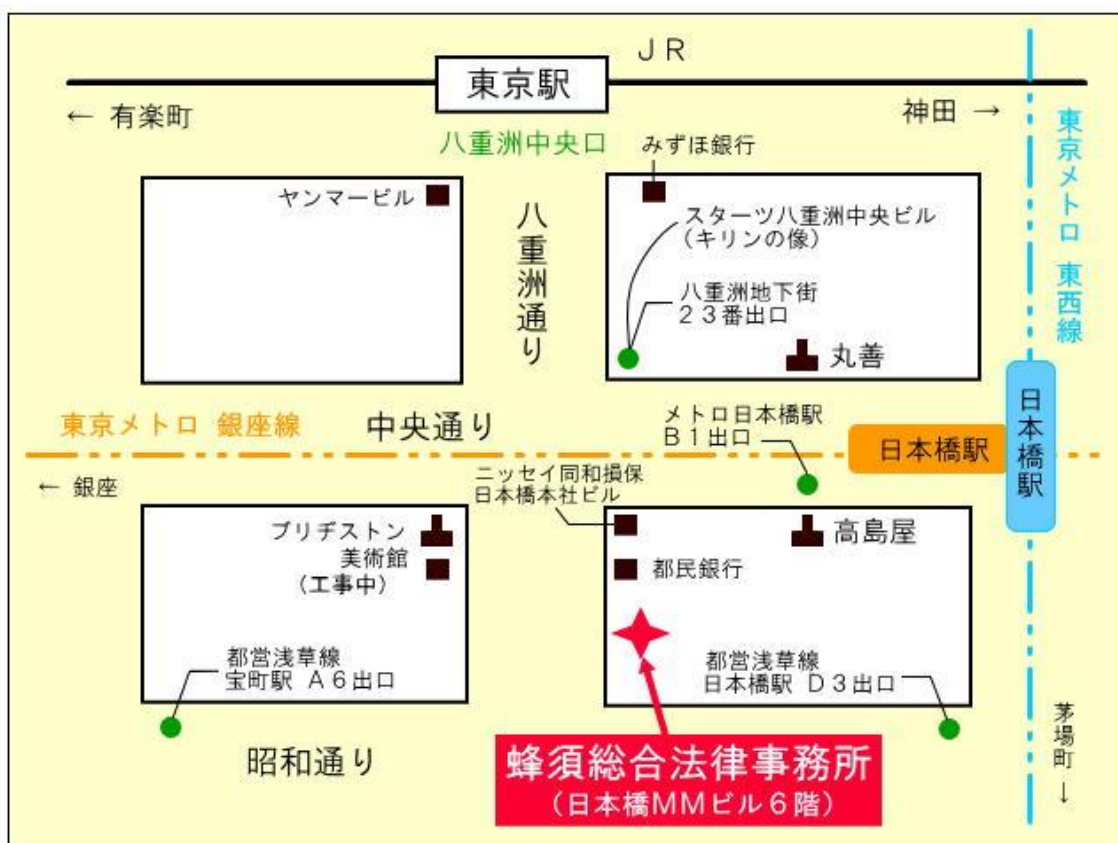 ＪＲ
東京駅
← 有楽町
神田 →
八重洲中央口
みずほ銀行
ヤンマービル
八重洲通り
スターツ八重洲中央ビル
（キリンの像）
八重洲地下街
２３番出口
丸善
東京メトロ 東西線
東京メトロ 銀座線
中央通り
メトロ日本橋駅
Ｂ１出口
日本橋駅
日本橋駅
← 銀座
ニッセイ同和損保
日本橋本社ビル
ブリヂストン
美術館
（工事中）
高島屋
都民銀行
都営浅草線
宝町駅 Ａ６出口
都営浅草線
日本橋駅 Ｄ３出口
昭和通り
蜂須総合法律事務所
（日本橋ＭＭビル６階）
茅場町 →